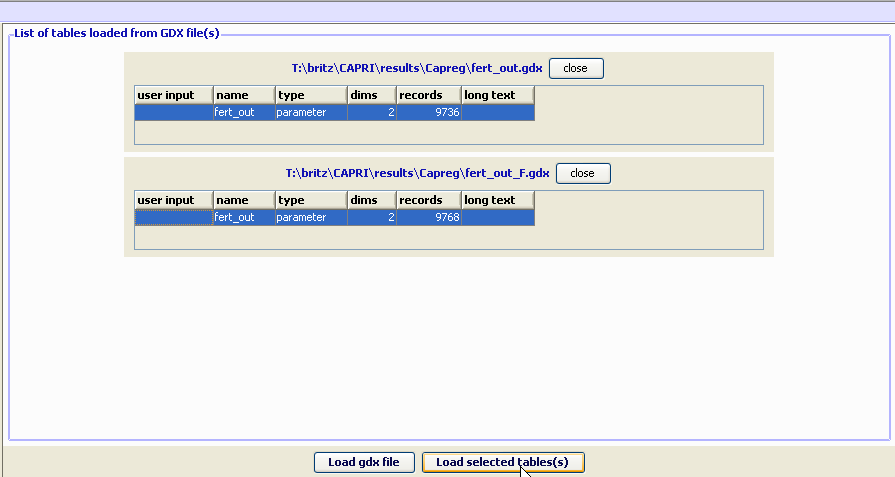 List of tables loaded from GDX file(s)
T:\britz\CAPRI\results\Capreg\fert_out.gdx close
user input name type dims records long text
fert_out parameter 2 9736
T:\britz\CAPRI\results\Capreg\fert_out_F.gdx close
user input name type dims records long text
fert_out parameter 2 9768
Load gdx file Load selected tables(s)